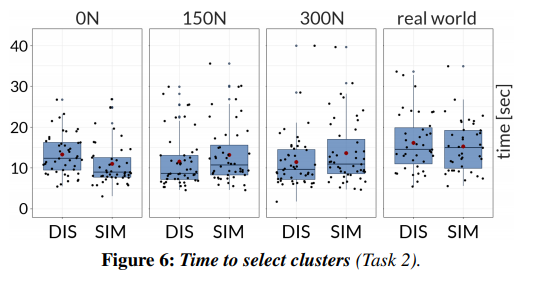 0N 150N 300N real world
40
30
20
10
0
time [sec]
DIS SIM DIS SIM DIS SIM DIS SIM
Figure 6: Time to select clusters (Task 2).